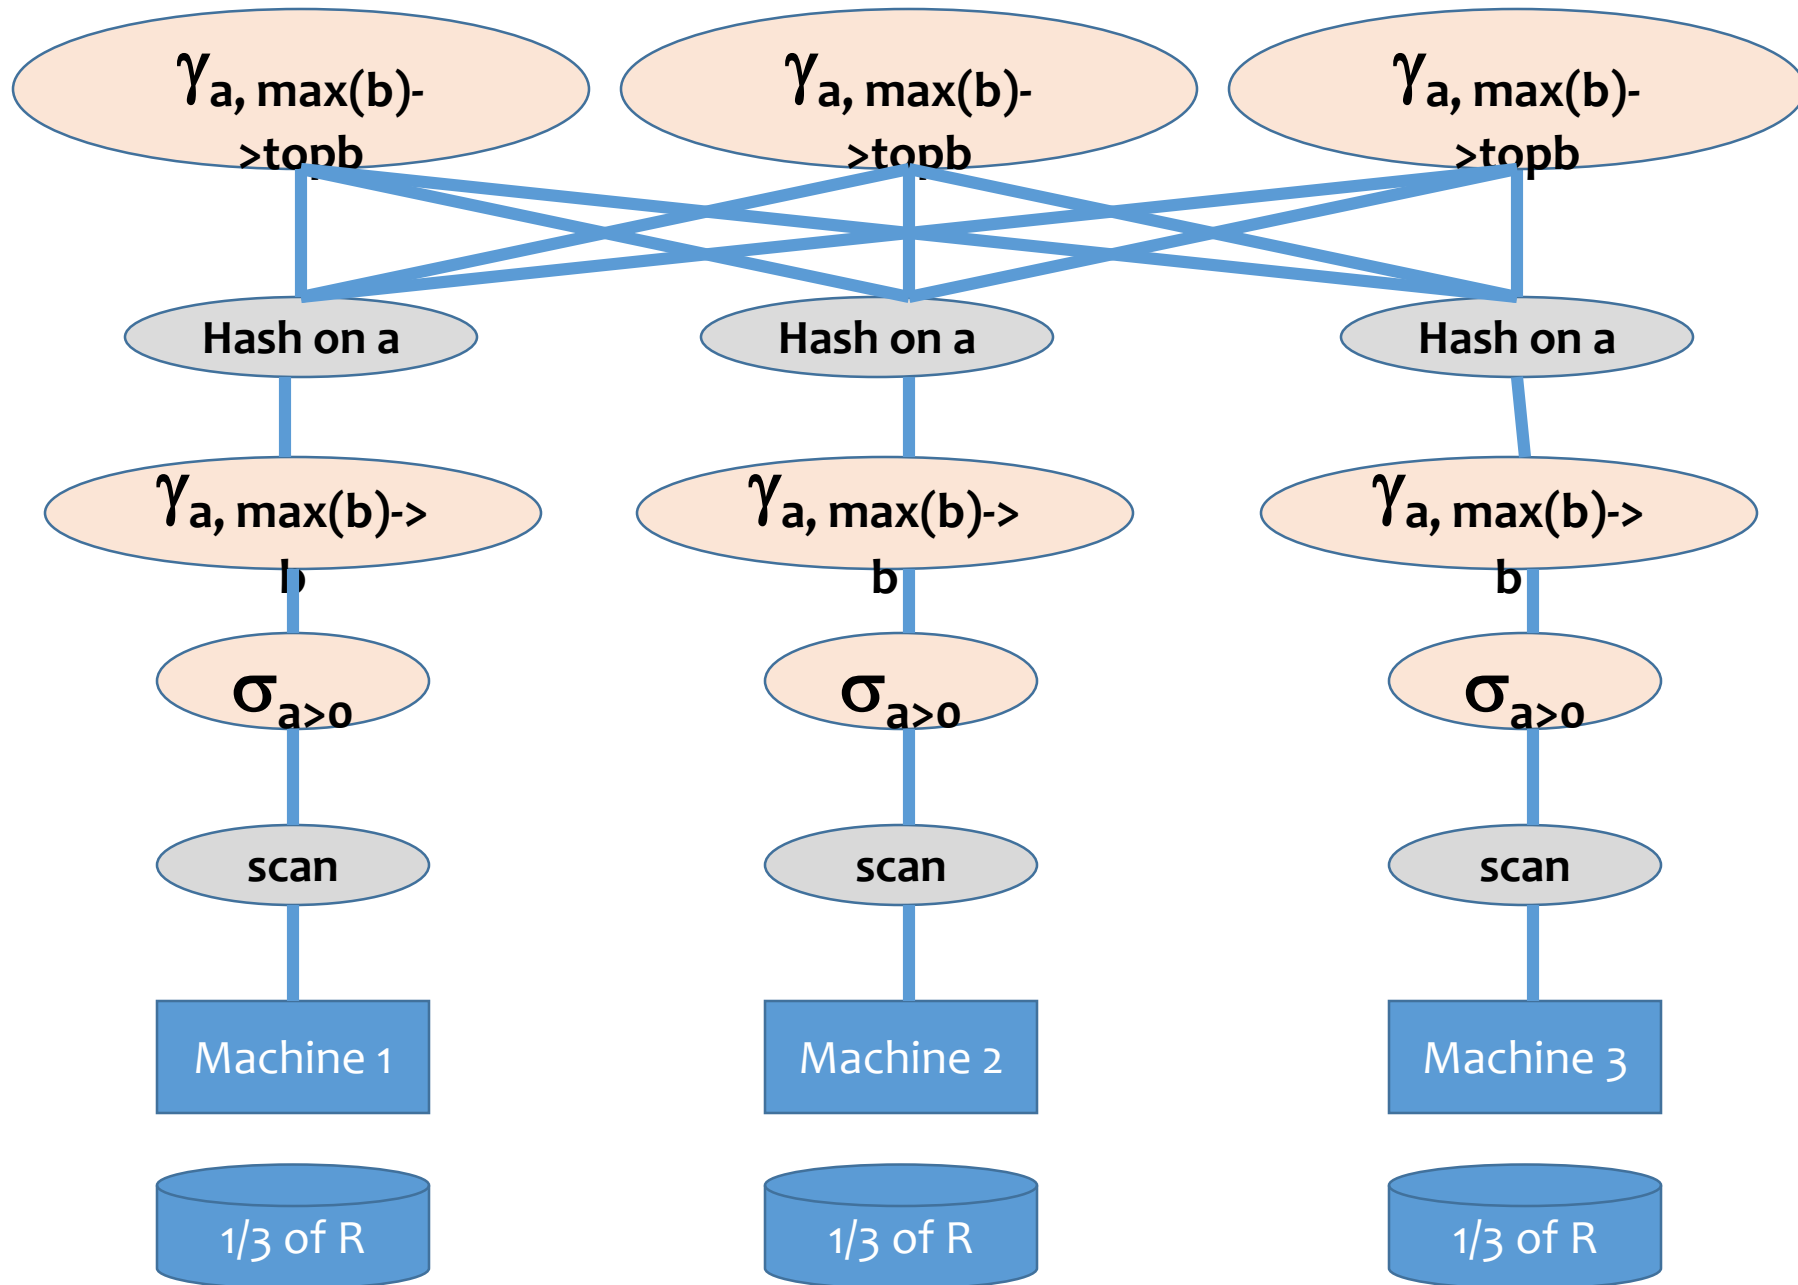 γa, max(b)-
>topb
γa, max(b)-
>topb
γa, max(b)-
>topb
Hash on a
Hash on a
Hash on a
γa, max(b)->
b
γa, max(b)->
b
γa, max(b)->
b
σa>0
σa>0
σa>0
scan
scan
scan
Machine 1
Machine 2
Machine 3
1/3 of R
1/3 of R
1/3 of R